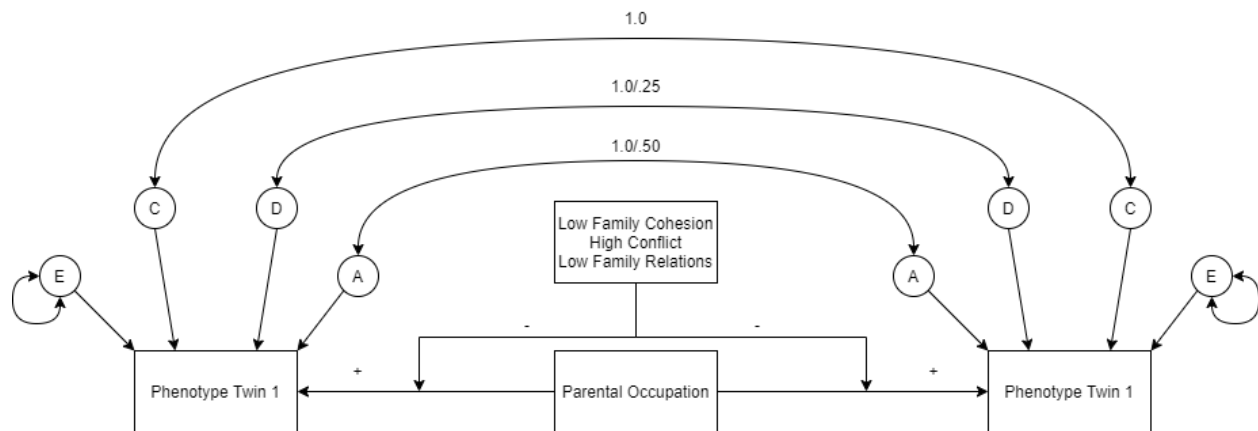 1.0
1.0/.25
1.0/.50
C
D
D
C
Low Family Cohesion
High Conflict
Low Family Relations
E
A
A
E
-
-
+
+
Phenotype Twin 1
Parental Occupation
Phenotype Twin 1